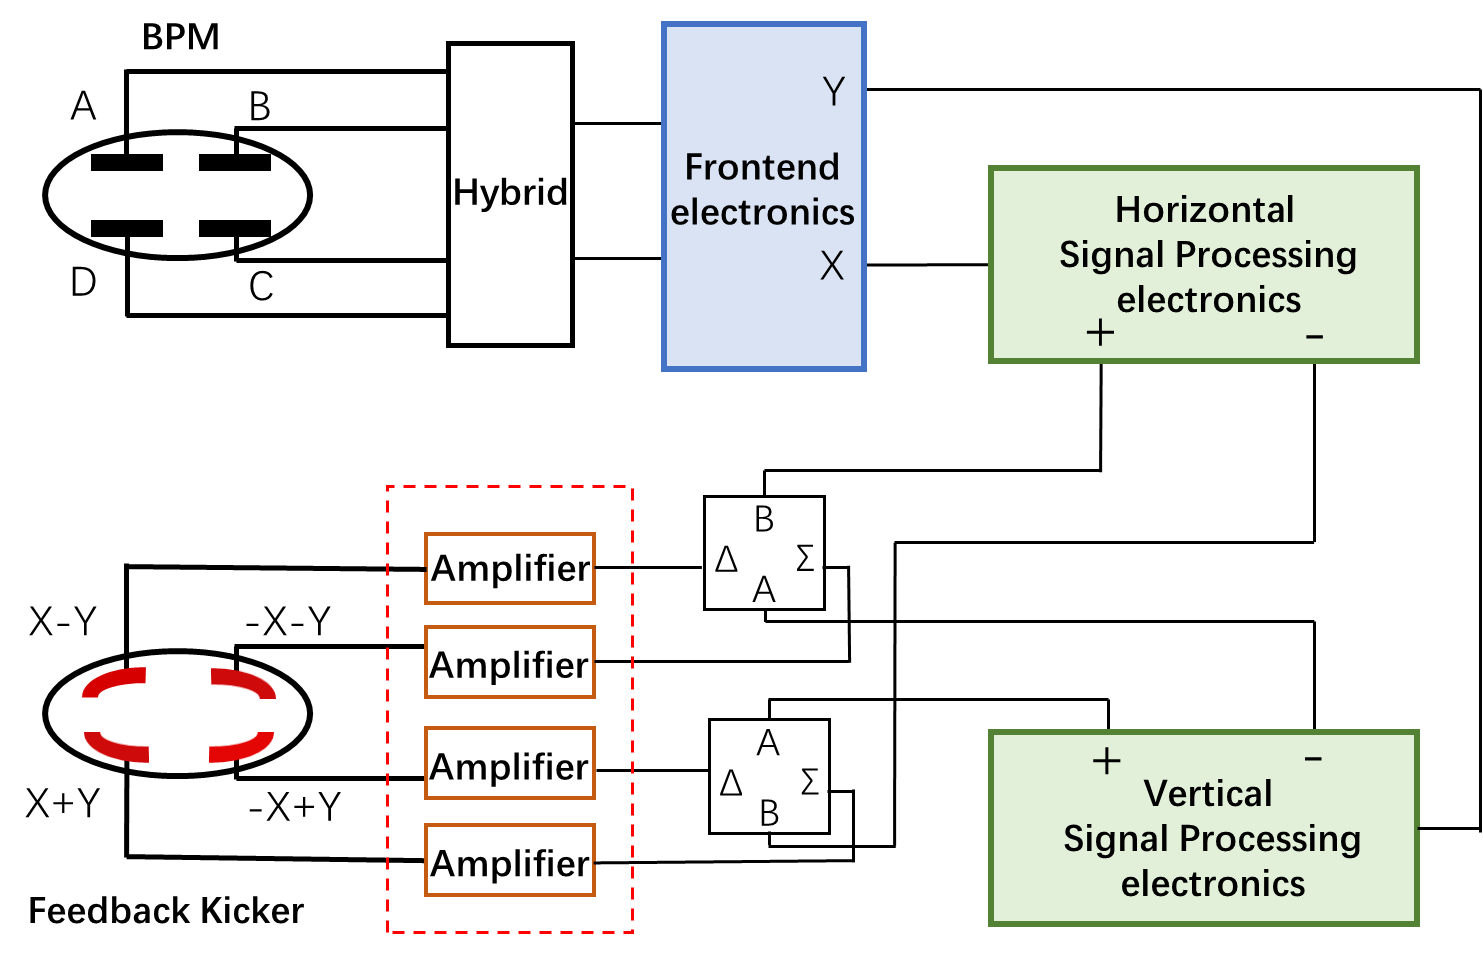 BPM
A
B
D
C
Hybrid
Y
Frontend
electronics
X
Horizontal
Signal Processing
electronics
+
-
B
Δ
Σ
A
Amplifier
Amplifier
Amplifier
Amplifier
X-Y
-X-Y
X+Y
-X+Y
Feedback Kicker
A
Δ
Σ
B
+
-
Vertical
Signal Processing
electronics